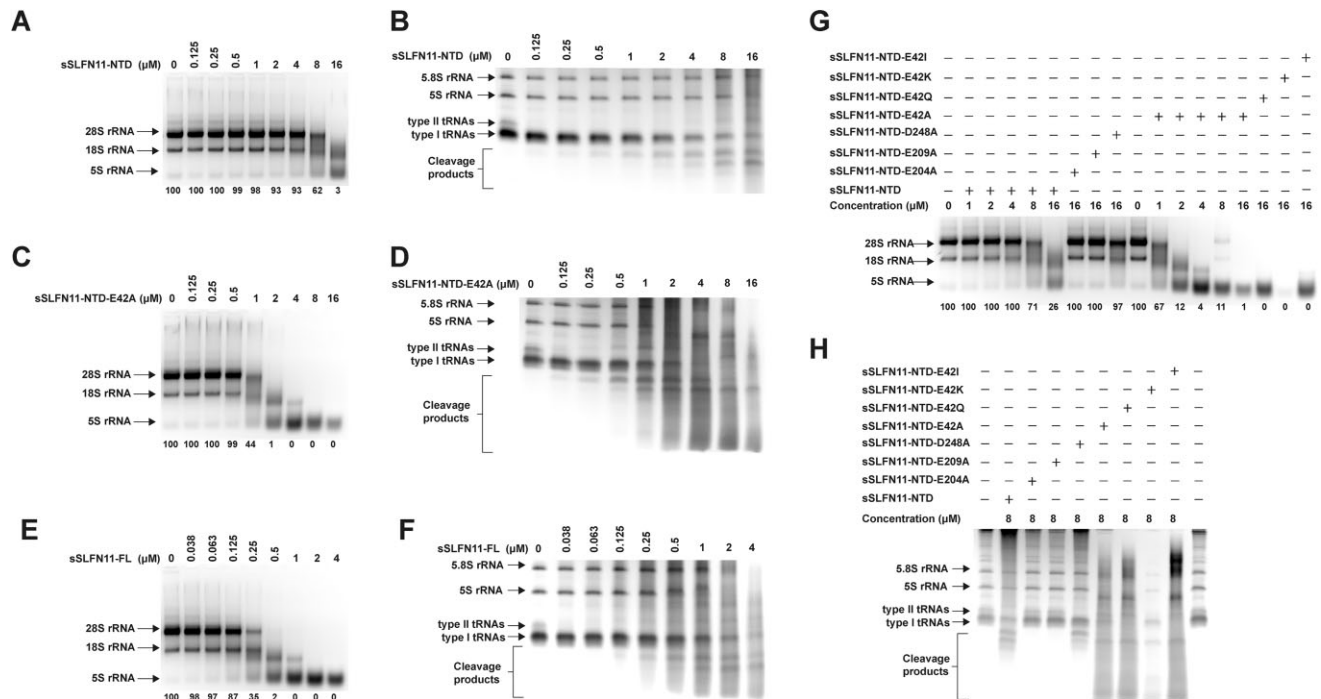 A
sSLFN11-NTD (μM) 0 0.125 0.25 0.5 1 2 4 8 16
28S rRNA
18S rRNA
5S rRNA
100 100 100 99 98 93 93 62 3
B
sSLFN11-NTD (μM) 0 0.125 0.25 0.5 1 2 4 8 16
5.8S rRNA
5S rRNA
type II tRNAs
type I tRNAs
Cleavage
products
C
sSLFN11-NTD-E42A (μM) 0 0.125 0.25 0.5 1 2 4 8 16
28S rRNA
18S rRNA
5S rRNA
100 100 100 99 44 1 0 0 0
D
sSLFN11-NTD-E42A (μM) 0 0.125 0.25 0.5 1 2 4 8 16
5.8S rRNA
5S rRNA
type II tRNAs
type I tRNAs
Cleavage
products
E
sSLFN11-FL (μM) 0 0.038 0.063 0.125 0.25 0.5 1 2 4
28S rRNA
18S rRNA
5S rRNA
100 98 97 87 35 2 0 0 0
F
sSLFN11-FL (μM) 0 0.038 0.063 0.125 0.25 0.5 1 2 4
5.8S rRNA
5S rRNA
type II tRNAs
type I tRNAs
Cleavage
products
G
sSLFN11-NTD-E42I – – – – – – – – – – – – – – – – – +
sSLFN11-NTD-E42K – – – – – – – – – – – – – – – – + –
sSLFN11-NTD-E42Q – – – – – – – – – – – – – – – + – –
sSLFN11-NTD-E42A – – – – – – – – – – + + + + + – – –
sSLFN11-NTD-D248A – – – – – – – – + – – – – – – – – –
sSLFN11-NTD-E209A – – – – – – – + – – – – – – – – – –
sSLFN11-NTD-E204A – – – – – – + – – – – – – – – – – –
sSLFN11-NTD – + + + + + – – – – – – – – – – – –
Concentration (μM) 0 1 2 4 8 16 16 16 16 0 1 2 4 8 16 16 16 16
28S rRNA
18S rRNA
5S rRNA
100 100 100 100 71 26 100 100 97 100 67 12 4 11 1 0 0 0
H
sSLFN11-NTD-E42I – – – – – – – – + –
sSLFN11-NTD-E42K – – – – – – – + – –
sSLFN11-NTD-E42Q – – – – – – + – – –
sSLFN11-NTD-E42A – – – – – + – – – –
sSLFN11-NTD-D248A – – – – + – – – – –
sSLFN11-NTD-E209A – – – + – – – – – –
sSLFN11-NTD-E204A – – + – – – – – – –
sSLFN11-NTD – + – – – – – – – –
Concentration (μM) – 8 8 8 8 8 8 8 8 –
5.8S rRNA
5S rRNA
type II tRNAs
type I tRNAs
Cleavage
products